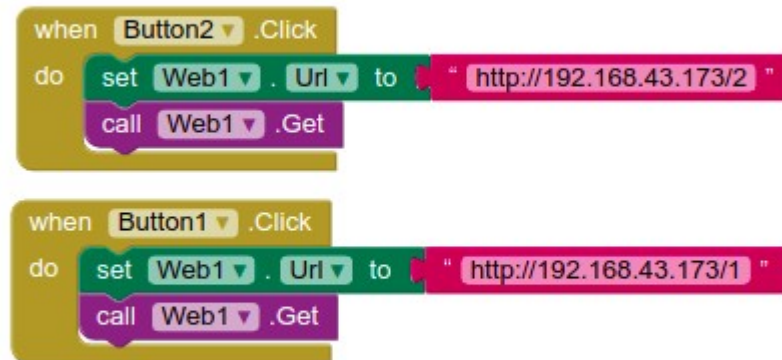 when Button2 .Click
do set Web1 . Url to “ http://192.168.43.173/2 ”
call Web1 .Get
when Button1 .Click
do set Web1 . Url to “ http://192.168.43.173/1 ”
call Web1 .Get